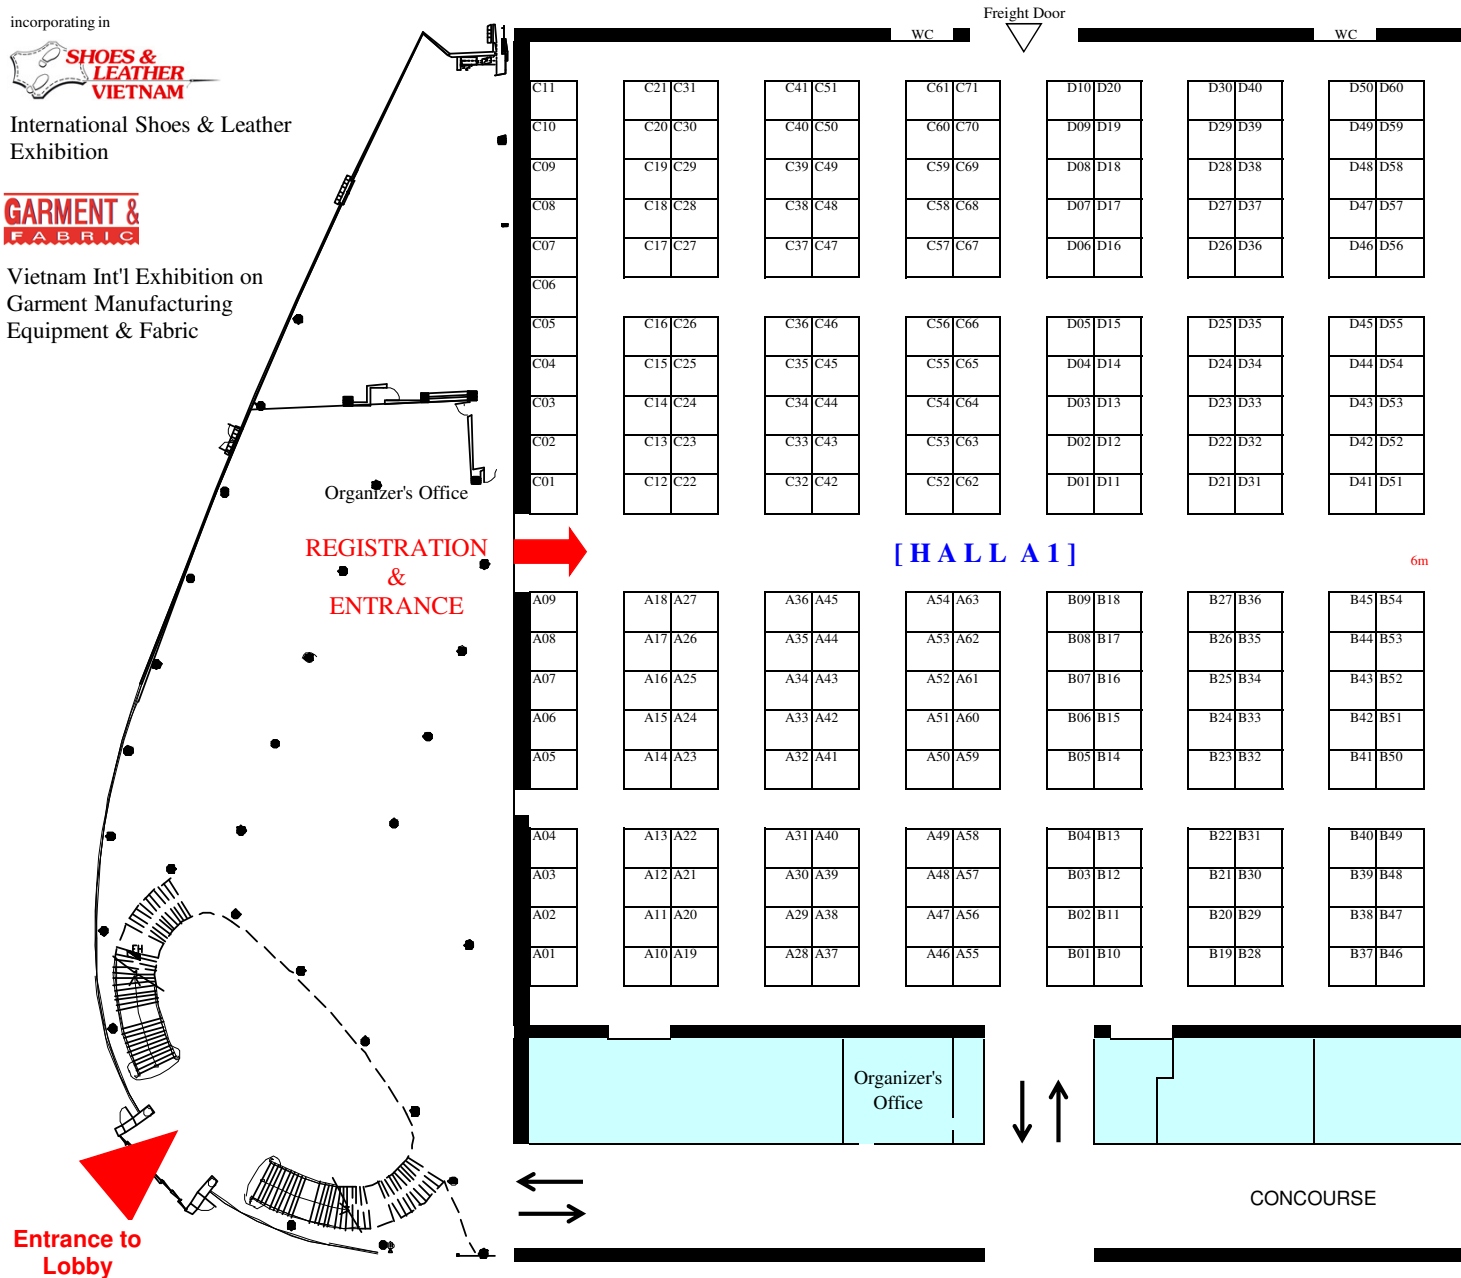 incorporating in
SHOES &
LEATHER
VIETNAM
International Shoes & Leather
Exhibition
GARMENT &
FABRIC
Vietnam Int'l Exhibition on
Garment Manufacturing
Equipment & Fabric
Freight Door
WC WC
C11 C21 C31 C41 C51 C61 C71 D10 D20 D30 D40 D50 D60
C10 C20 C30 C40 C50 C60 C70 D09 D19 D29 D39 D49 D59
C09 C19 C29 C39 C49 C59 C69 D08 D18 D28 D38 D48 D58
C08 C18 C28 C38 C48 C58 C68 D07 D17 D27 D37 D47 D57
C07 C17 C27 C37 C47 C57 C67 D06 D16 D26 D36 D46 D56
C06
C05 C16 C26 C36 C46 C56 C66 D05 D15 D25 D35 D45 D55
C04 C15 C25 C35 C45 C55 C65 D04 D14 D24 D34 D44 D54
C03 C14 C24 C34 C44 C54 C64 D03 D13 D23 D33 D43 D53
C02 C13 C23 C33 C43 C53 C63 D02 D12 D22 D32 D42 D52
C01 C12 C22 C32 C42 C52 C62 D01 D11 D21 D31 D41 D51
Organizer's Office
REGISTRATION
&
ENTRANCE
[ H A L L A 1 ]
6m
A09 A18 A27 A36 A45 A54 A63 B09 B18 B27 B36 B45 B54
A08 A17 A26 A35 A44 A53 A62 B08 B17 B26 B35 B44 B53
A07 A16 A25 A34 A43 A52 A61 B07 B16 B25 B34 B43 B52
A06 A15 A24 A33 A42 A51 A60 B06 B15 B24 B33 B42 B51
A05 A14 A23 A32 A41 A50 A59 B05 B14 B23 B32 B41 B50
A04 A13 A22 A31 A40 A49 A58 B04 B13 B22 B31 B40 B49
A03 A12 A21 A30 A39 A48 A57 B03 B12 B21 B30 B39 B48
A02 A11 A20 A29 A38 A47 A56 B02 B11 B20 B29 B38 B47
A01 A10 A19 A28 A37 A46 A55 B01 B10 B19 B28 B37 B46
Organizer's
Office
CONCOURSE
Entrance to
Lobby